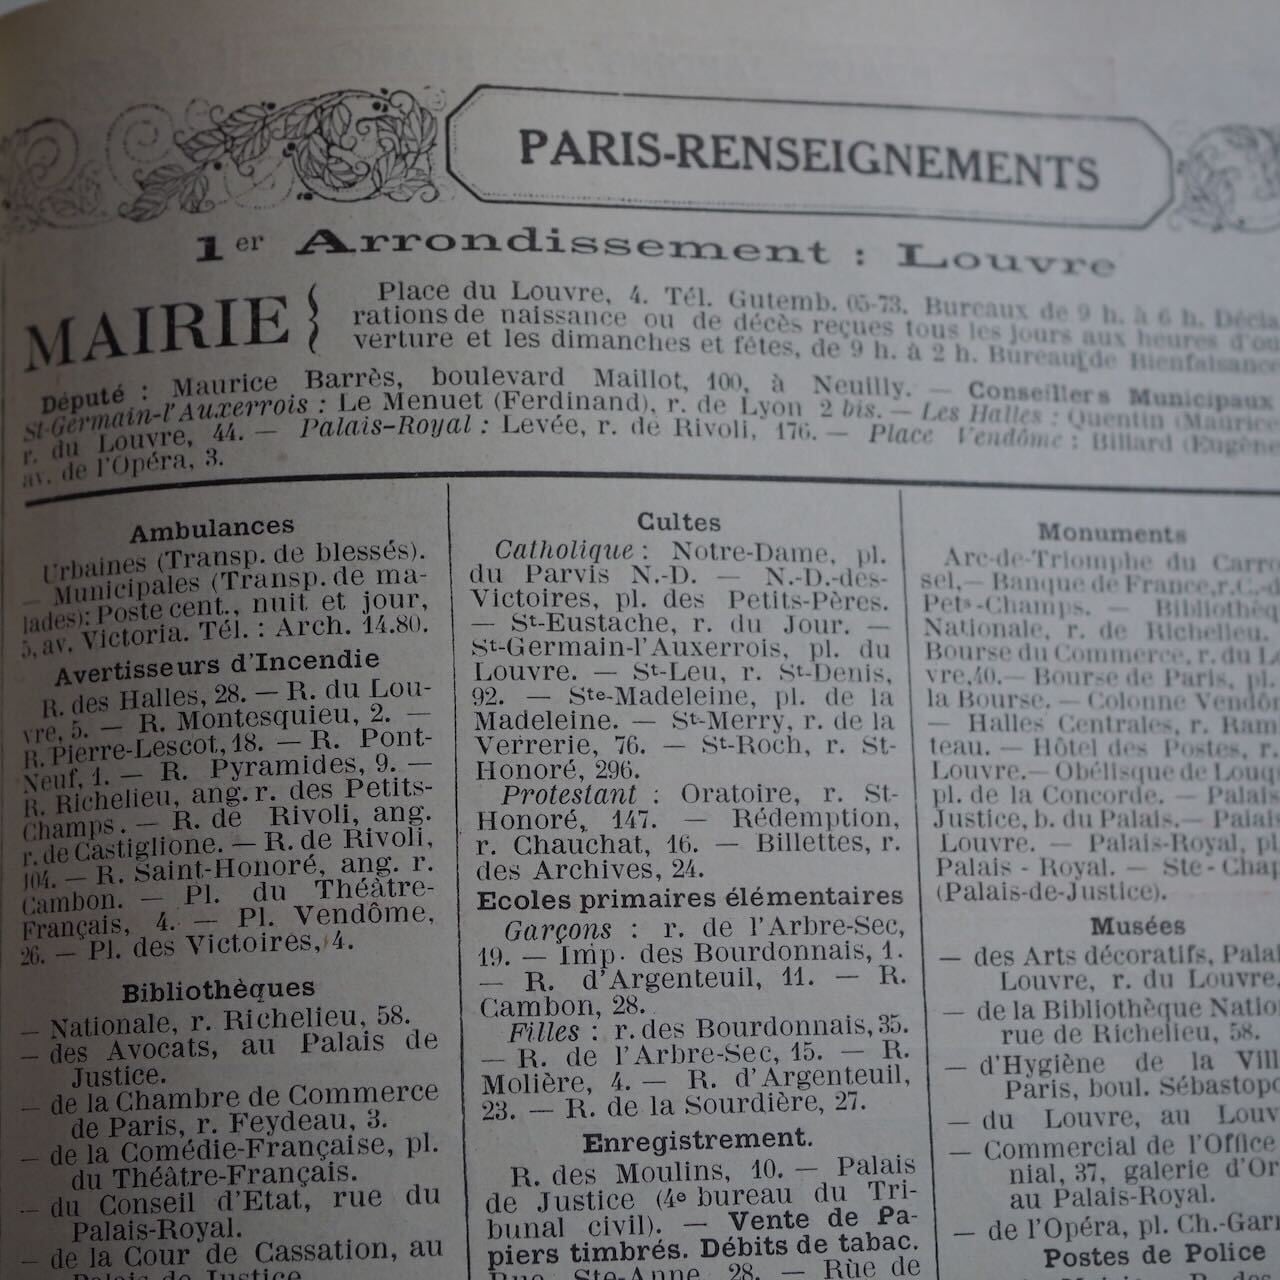 PARIS-RENSEIGNEMENTS
1er Arrondissement : Louvre
MAIRIE
Place du Louvre, 4. Tél. Gutemb. 05-73. Bureaux de 9 h. à 6 h. Décla
rations de naissance ou de décès reçues tous les jours aux heures d'ou
verture et les dimanches et fêtes, de 9 h. à 2 h. Bureau de Bienfaisance
Député : Maurice Barrès, boulevard Maillot, 100, à Neuilly. — Conseillers Municipaux
St-Germain-l'Auxerrois : Le Menuet (Ferdinand), r. de Lyon 2 bis. — Les Halles : Quentin (Maurice
r. du Louvre, 44. — Palais-Royal : Levée, r. de Rivoli, 176. — Place Vendôme : Billard (Eugène
av. de l'Opéra, 3.
Ambulances
Urbaines (Transp. de blessés).
— Municipales (Transp. de ma-
lades): Poste cent., nuit et jour,
5, av. Victoria. Tél. : Arch. 14.80.
Avertisseurs d'Incendie
R. des Halles, 28. — R. du Lou-
vre, 5. — R. Montesquieu, 2. —
R. Pierre-Lescot, 18. — R. Pont-
Neuf, 1. — R. Pyramides, 9. —
R. Richelieu, ang. r. des Petits-
Champs. — R. de Rivoli, ang.
r. de Castiglione. — R. de Rivoli,
104. — R. Saint-Honoré, ang. r.
Cambon. — Pl. du Théâtre-
Français, 4. — Pl. Vendôme,
26. — Pl. des Victoires, 4.
Bibliothèques
— Nationale, r. Richelieu, 58.
— des Avocats, au Palais de
Justice.
— de la Chambre de Commerce
de Paris, r. Feydeau, 3.
— de la Comédie-Française, pl.
du Théâtre-Français.
— du Conseil d'Etat, rue du
Palais-Royal.
— de la Cour de Cassation, au
Palais de Justice
Cultes
Catholique : Notre-Dame, pl.
du Parvis N.-D. — N.-D.-des-
Victoires, pl. des Petits-Pères.
— St-Eustache, r. du Jour. —
St-Germain-l'Auxerrois, pl. du
Louvre. — St-Leu, r. St-Denis,
92. — Ste-Madeleine, pl. de la
Madeleine. — St-Merry, r. de la
Verrerie, 76. — St-Roch, r. St-
Honoré, 296.
Protestant : Oratoire, r. St-
Honoré, 147. — Rédemption,
r. Chauchat, 16. — Billettes, r.
des Archives, 24.
Ecoles primaires élémentaires
Garçons : r. de l'Arbre-Sec,
19. — Imp. des Bourdonnais, 1.
— R. d'Argenteuil, 11. — R.
Cambon, 28.
Filles : r. des Bourdonnais, 35.
— R. de l'Arbre-Sec, 15. — R.
Molière, 4. — R. d'Argenteuil,
23. — R. de la Sourdière, 27.
Enregistrement.
R. des Moulins, 10. — Palais
de Justice (4e bureau du Tri-
bunal civil). — Vente de Pa-
piers timbrés. Débits de tabac.
Rue Ste-Anne, 28. — Rue de
Monuments
Arc-de-Triomphe du Carro
sel. — Banque de France, r. C.-d
Pets-Champs. — Bibliothèq
Nationale, r. de Richelieu.
Bourse du Commerce, r. du Lo
vre, 40. — Bourse de Paris, pl.
la Bourse. — Colonne Vendôm
— Halles Centrales, r. Ram
teau. — Hôtel des Postes, r.
Louvre. — Obélisque de Louq
pl. de la Concorde. — Palais
Justice, b. du Palais. — Palais
Louvre. — Palais-Royal, pl
Palais-Royal. — Ste-Chap
(Palais-de-Justice).
Musées
— des Arts décoratifs, Palai
Louvre, r. du Louvre,
— de la Bibliothèque Natio
rue de Richelieu, 58.
— d'Hygiène de la Vill
Paris, boul. Sébastopo
— du Louvre, au Louv
— Commercial de l'Office
nial, 37, galerie d'Or
au Palais-Royal.
— de l'Opéra, pl. Ch.-Garn
Postes de Police